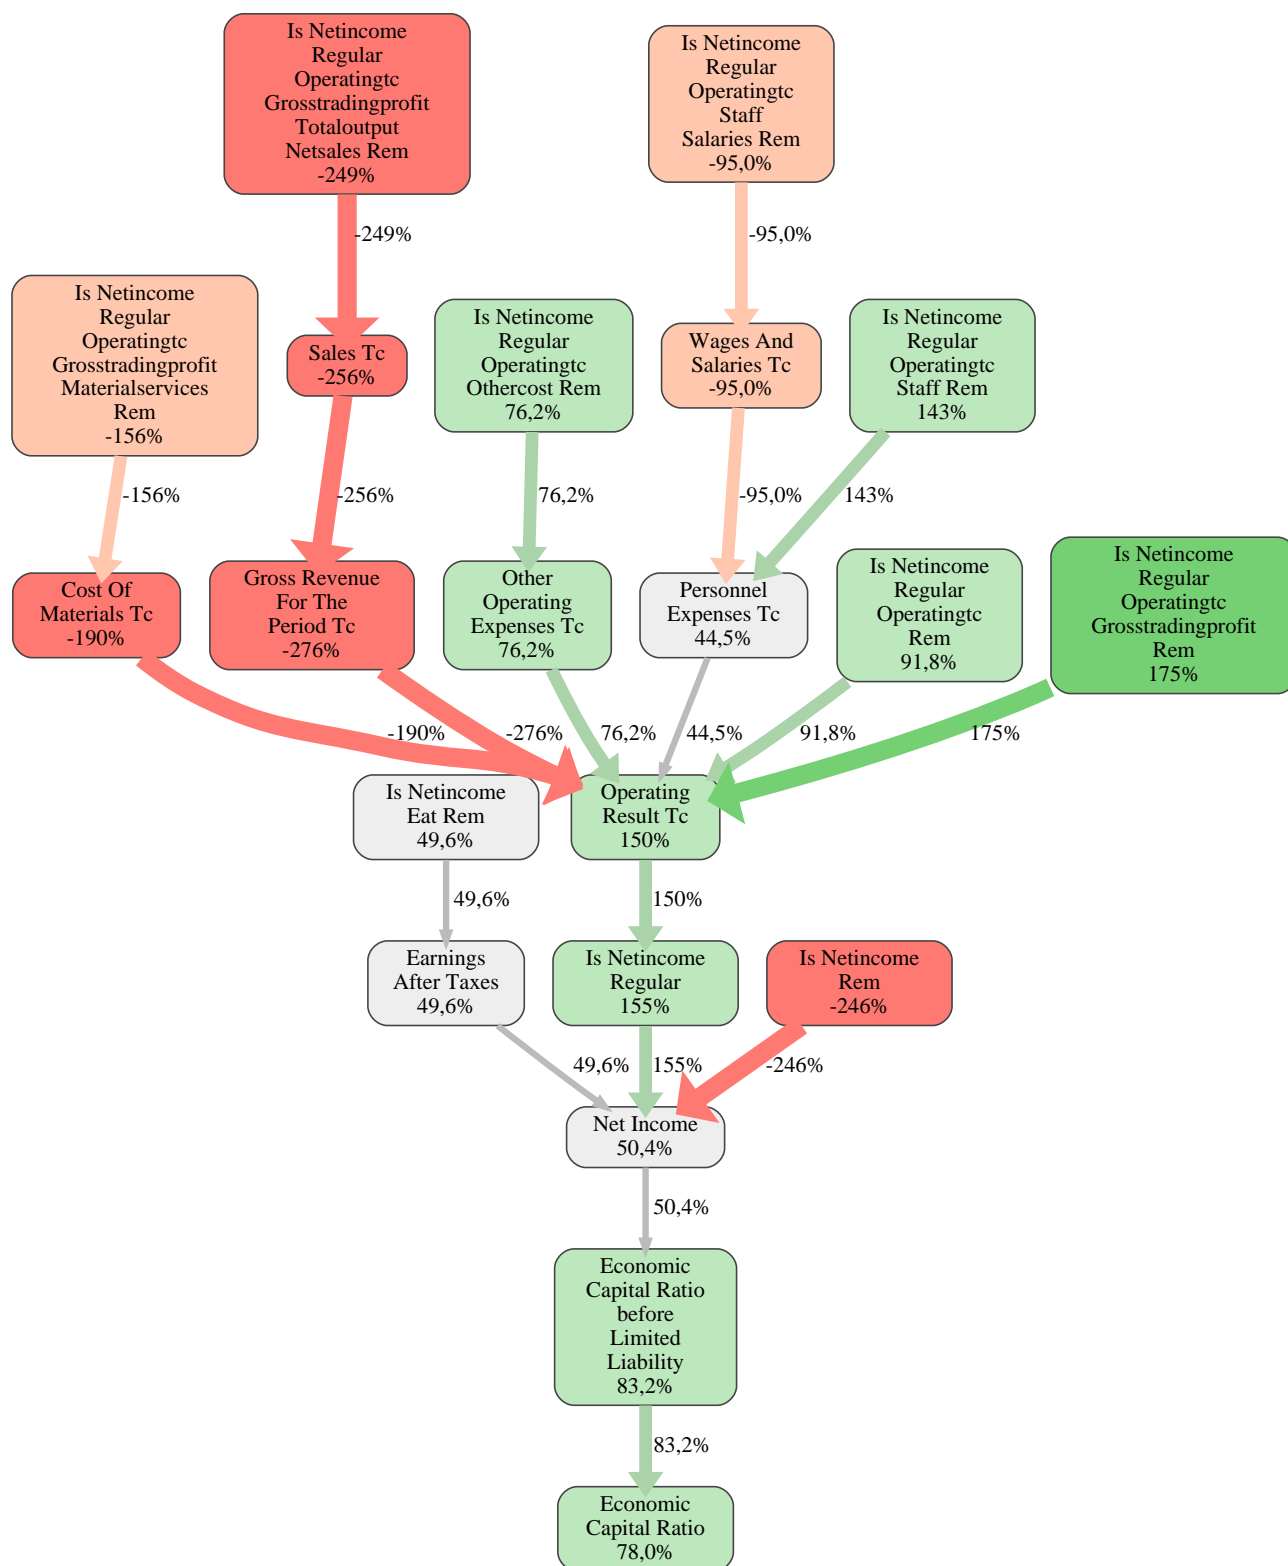 Is Netincome
Regular
Operatingtc
Grosstradingprofit
Totaloutput
Netsales Rem
-249%
Is Netincome
Regular
Operatingtc
Staff
Salaries Rem
-95,0%
-249%
-95,0%
Is Netincome
Regular
Operatingtc
Grosstradingprofit
Materialservices
Rem
-156%
Sales Tc
-256%
Is Netincome
Regular
Operatingtc
Othercost Rem
76,2%
Wages And
Salaries Tc
-95,0%
Is Netincome
Regular
Operatingtc
Staff Rem
143%
-156%
-256%
76,2%
-95,0%
143%
Cost Of
Materials Tc
-190%
Gross Revenue
For The
Period Tc
-276%
Other
Operating
Expenses Tc
76,2%
Personnel
Expenses Tc
44,5%
Is Netincome
Regular
Operatingtc
Rem
91,8%
Is Netincome
Regular
Operatingtc
Grosstradingprofit
Rem
175%
-190%
-276%
76,2%
44,5%
91,8%
175%
Is Netincome
Eat Rem
49,6%
Operating
Result Tc
150%
49,6%
150%
Earnings
After Taxes
49,6%
Is Netincome
Regular
155%
Is Netincome
Rem
-246%
49,6%
155%
-246%
Net Income
50,4%
50,4%
Economic
Capital Ratio
before
Limited
Liability
83,2%
83,2%
Economic
Capital Ratio
78,0%